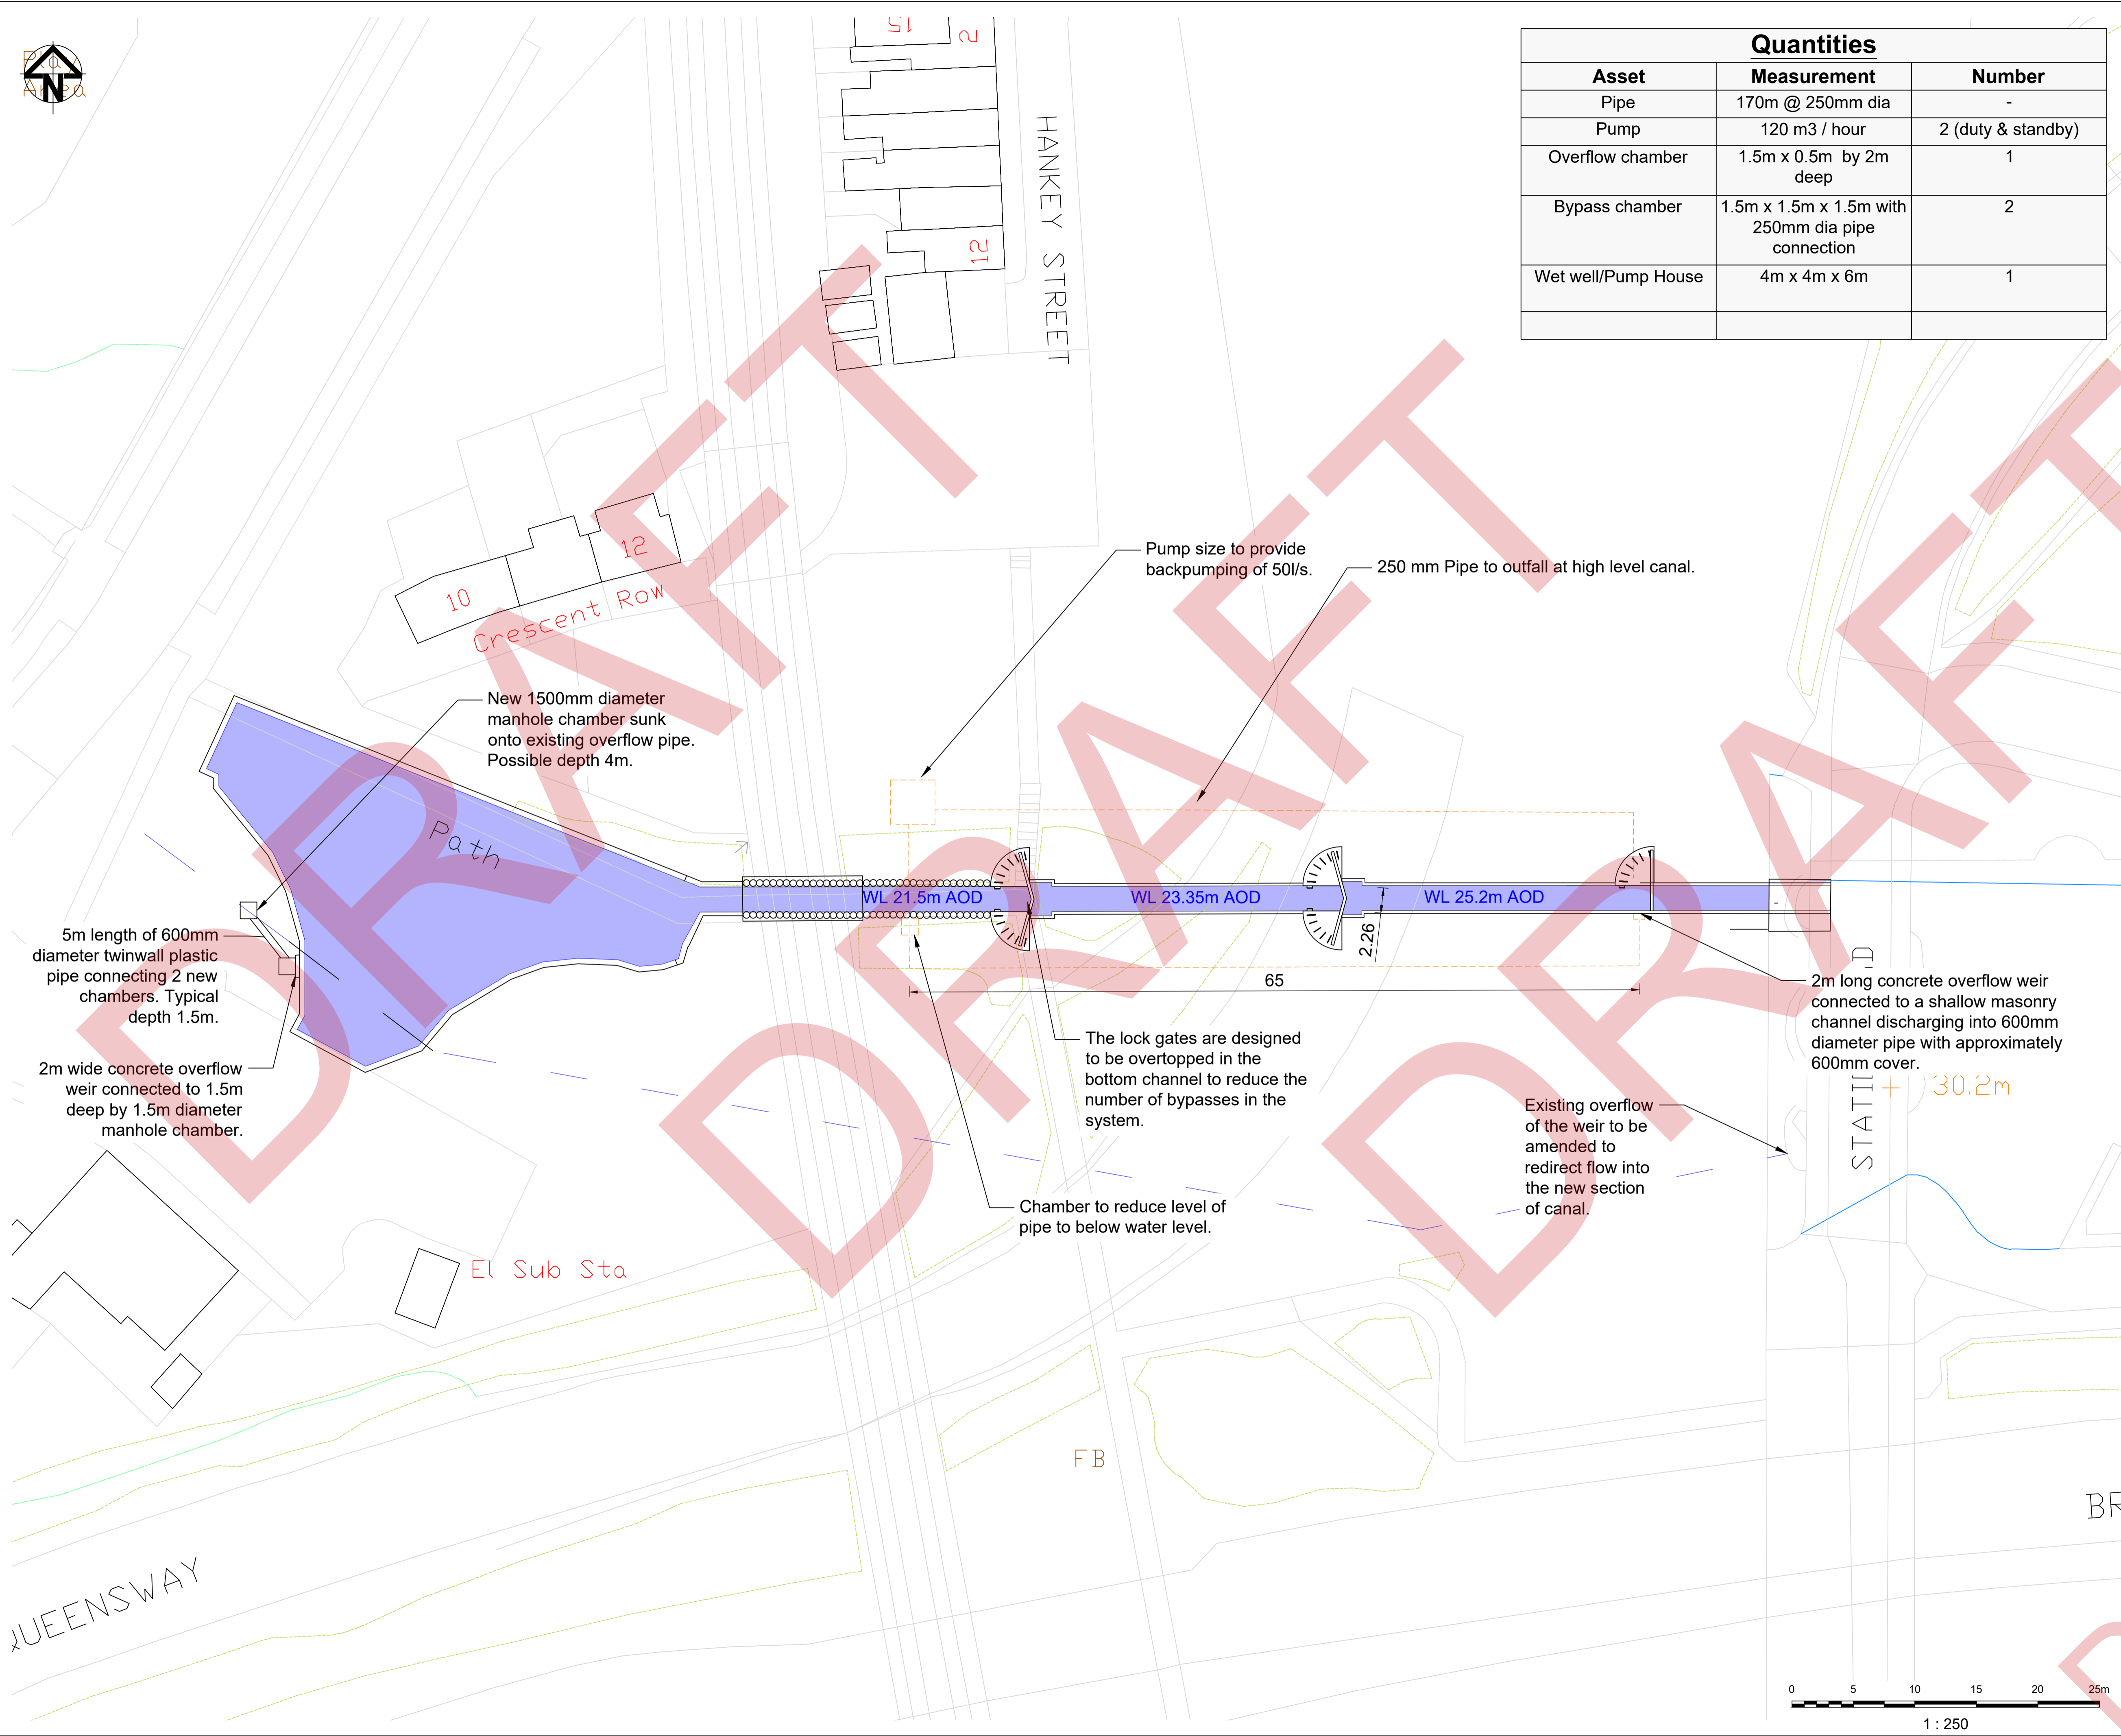 Play
Area
N
Quantities
Asset Measurement Number
Pipe 170m @ 250mm dia -
Pump 120 m3 / hour 2 (duty & standby)
Overflow chamber 1.5m x 0.5m by 2m deep 1
Bypass chamber 1.5m x 1.5m x 1.5m with 250mm dia pipe connection 2
Wet well/Pump House 4m x 4m x 6m 1
15
2
12
HANKEY STREET
10
12
Crescent Row
Pump size to provide
backpumping of 50l/s.
250 mm Pipe to outfall at high level canal.
New 1500mm diameter
manhole chamber sunk
onto existing overflow pipe.
Possible depth 4m.
Path
WL 21.5m AOD
WL 23.35m AOD
WL 25.2m AOD
2.26
65
5m length of 600mm
diameter twinwall plastic
pipe connecting 2 new
chambers. Typical
depth 1.5m.
2m wide concrete overflow
weir connected to 1.5m
deep by 1.5m diameter
manhole chamber.
The lock gates are designed
to be overtopped in the
bottom channel to reduce the
number of bypasses in the
system.
Chamber to reduce level of
pipe to below water level.
2m long concrete overflow weir
connected to a shallow masonry
channel discharging into 600mm
diameter pipe with approximately
600mm cover.
Existing overflow
of the weir to be
amended to
redirect flow into
the new section
of canal.
+ 30.2m
El Sub Sta
FB
QUEENSWAY
BR
0 5 10 15 20 25m
1 : 250
DRAFT
DRAFT
DRAFT